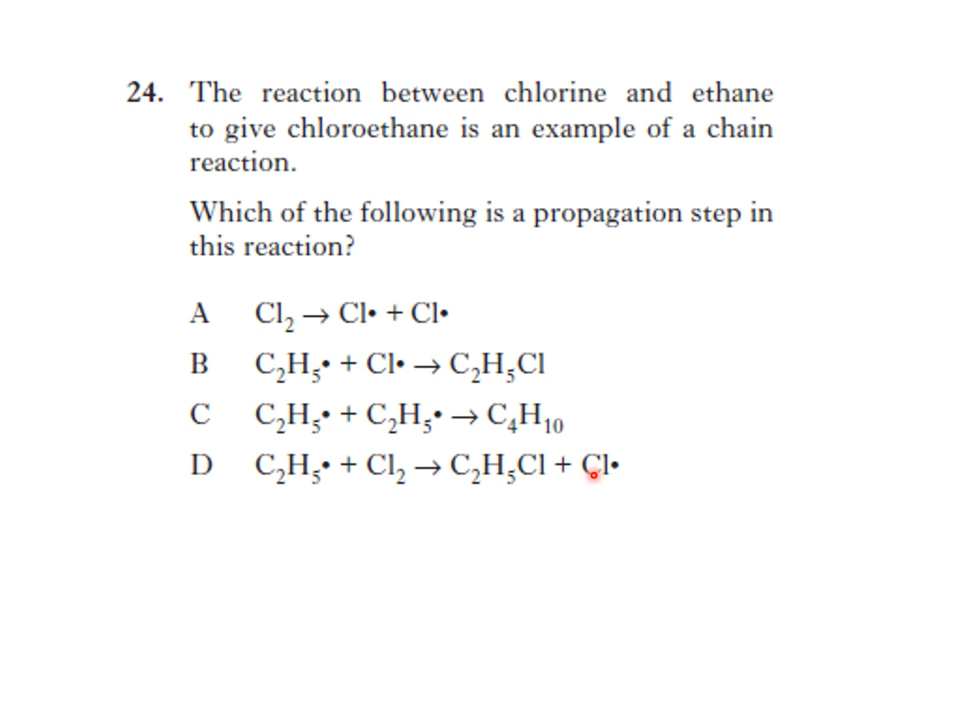 24. The reaction between chlorine and ethane
to give chloroethane is an example of a chain
reaction.
Which of the following is a propagation step in
this reaction?
A Cl₂ → Cl• + Cl•
B C₂H₅• + Cl• → C₂H₅Cl
C C₂H₅• + C₂H₅• → C₄H₁₀
D C₂H₅• + Cl₂ → C₂H₅Cl + Cl•